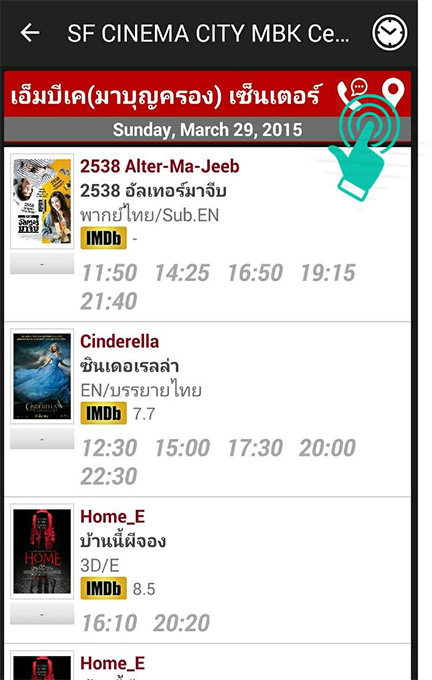 SF CINEMA CITY MBK Ce...
เอ็มบีเค(มาบุญครอง) เซ็นเตอร์
Sunday, March 29, 2015
2538 Alter-Ma-Jeeb
2538 อัลเทอร์มาจีบ
พากย์ไทย/Sub.EN
IMDb -
-
11:50 14:25 16:50 19:15
21:40
Cinderella
ซินเดอเรลล่า
EN/บรรยายไทย
CINDERELLA
IMDb 7.7
-
12:30 15:00 17:30 20:00
22:30
Home_E
บ้านนี้ผีจอง
3D/E
HOME
IMDb 8.5
-
16:10 20:20
Home_E